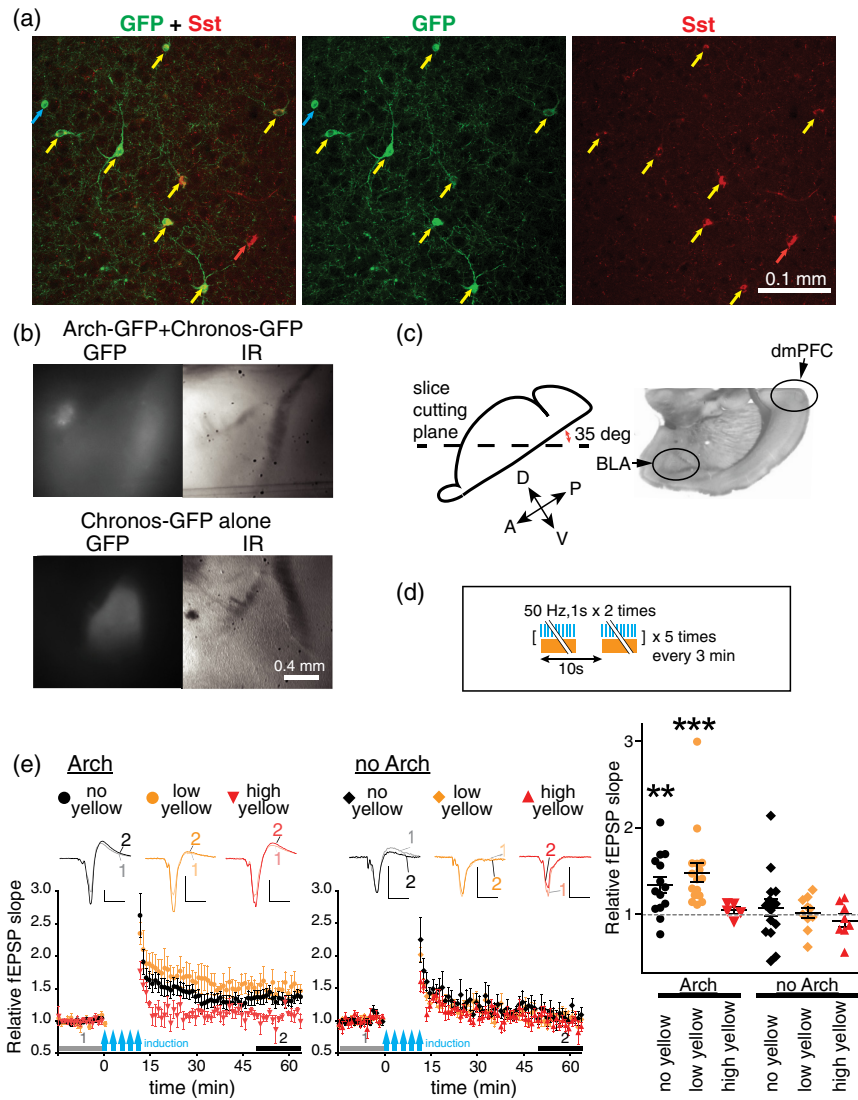 (a)
GFP + Sst
GFP
Sst
0.1 mm
(b)
Arch-GFP+Chronos-GFP
GFP
IR
Chronos-GFP alone
GFP
IR
0.4 mm
(c)
slice
cutting
plane
35 deg
D
P
A
V
dmPFC
BLA
(d)
50 Hz,1s x 2 times
[
] x 5 times
every 3 min
10s
(e)
Arch
no
yellow
low
yellow
high
yellow
2
1
2
1
2
1
Relative fEPSP slope
3.0
2.5
2.0
1.5
1.0
0.5
1
induction
2
0
15
30
45
60
time (min)
no Arch
no
yellow
low
yellow
high
yellow
1
2
1
2
2
1
3.0
2.5
2.0
1.5
1.0
0.5
1
induction
2
0
15
30
45
60
time (min)
Relative fEPSP slope
3
2
1
**
***
Arch
no Arch
no yellow
low yellow
high yellow
no yellow
low yellow
high yellow